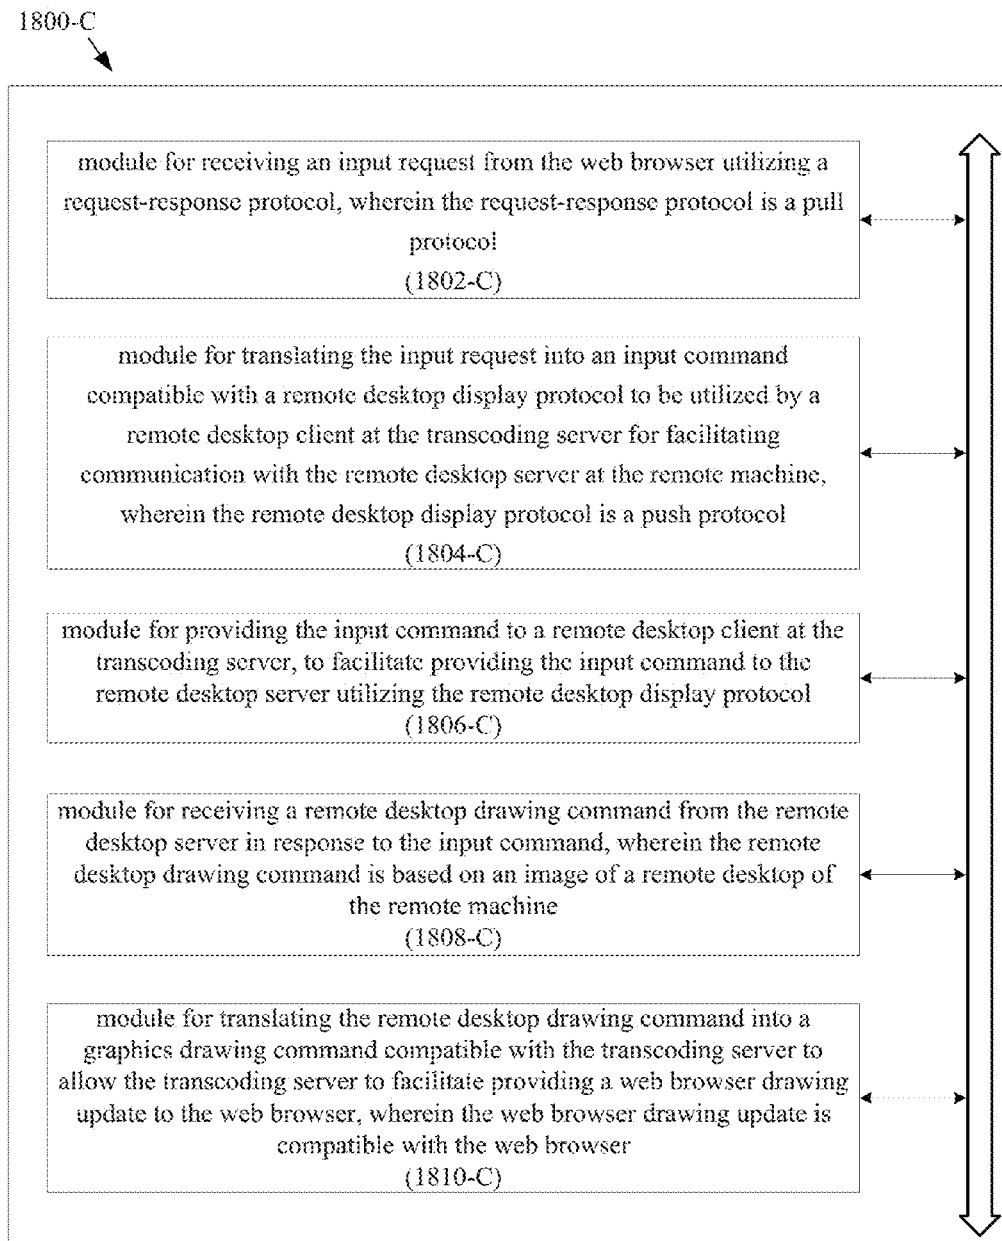 1800-C
module for receiving an input request from the web browser utilizing a
request-response protocol, wherein the request-response protocol is a pull
protocol
(1802-C)
module for translating the input request into an input command
compatible with a remote desktop display protocol to be utilized by a
remote desktop client at the transcoding server for facilitating
communication with the remote desktop server at the remote machine,
wherein the remote desktop display protocol is a push protocol
(1804-C)
module for providing the input command to a remote desktop client at the
transcoding server, to facilitate providing the input command to the
remote desktop server utilizing the remote desktop display protocol
(1806-C)
module for receiving a remote desktop drawing command from the remote
desktop server in response to the input command, wherein the remote
desktop drawing command is based on an image of a remote desktop of
the remote machine
(1808-C)
module for translating the remote desktop drawing command into a
graphics drawing command compatible with the transcoding server to
allow the transcoding server to facilitate providing a web browser drawing
update to the web browser, wherein the web browser drawing update is
compatible with the web browser
(1810-C)